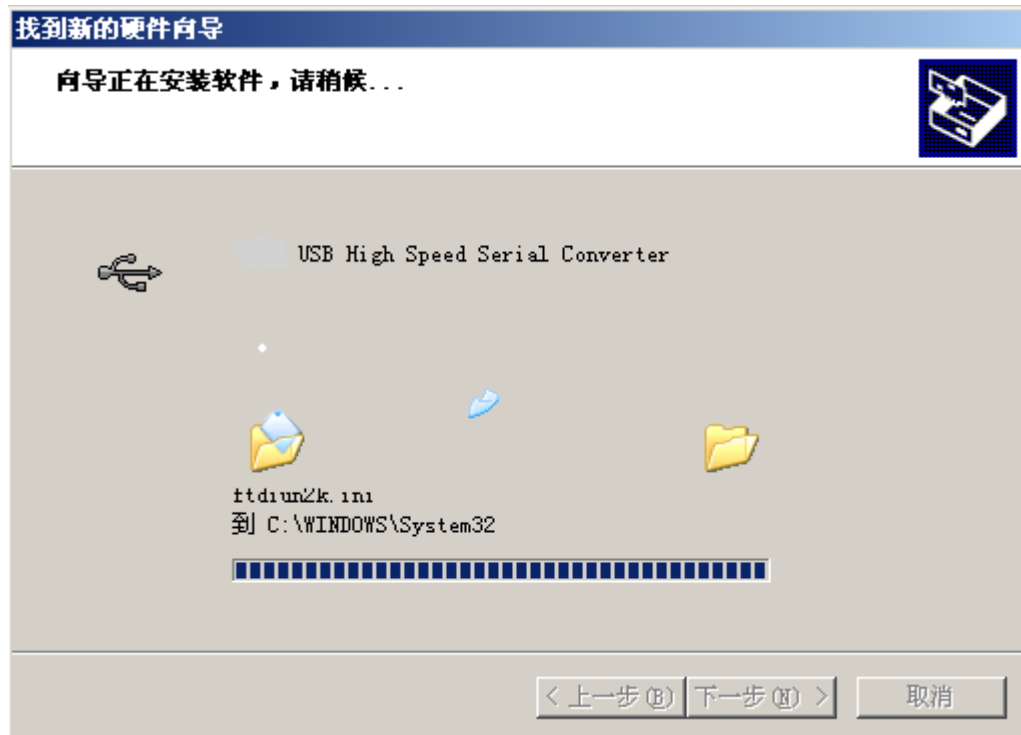 找到新的硬件向导
向导正在安装软件，请稍候...
USB High Speed Serial Converter
ftdiun2k.ini
到 C:\WINDOWS\System32
< 上一步(B)
下一步(N) >
取消